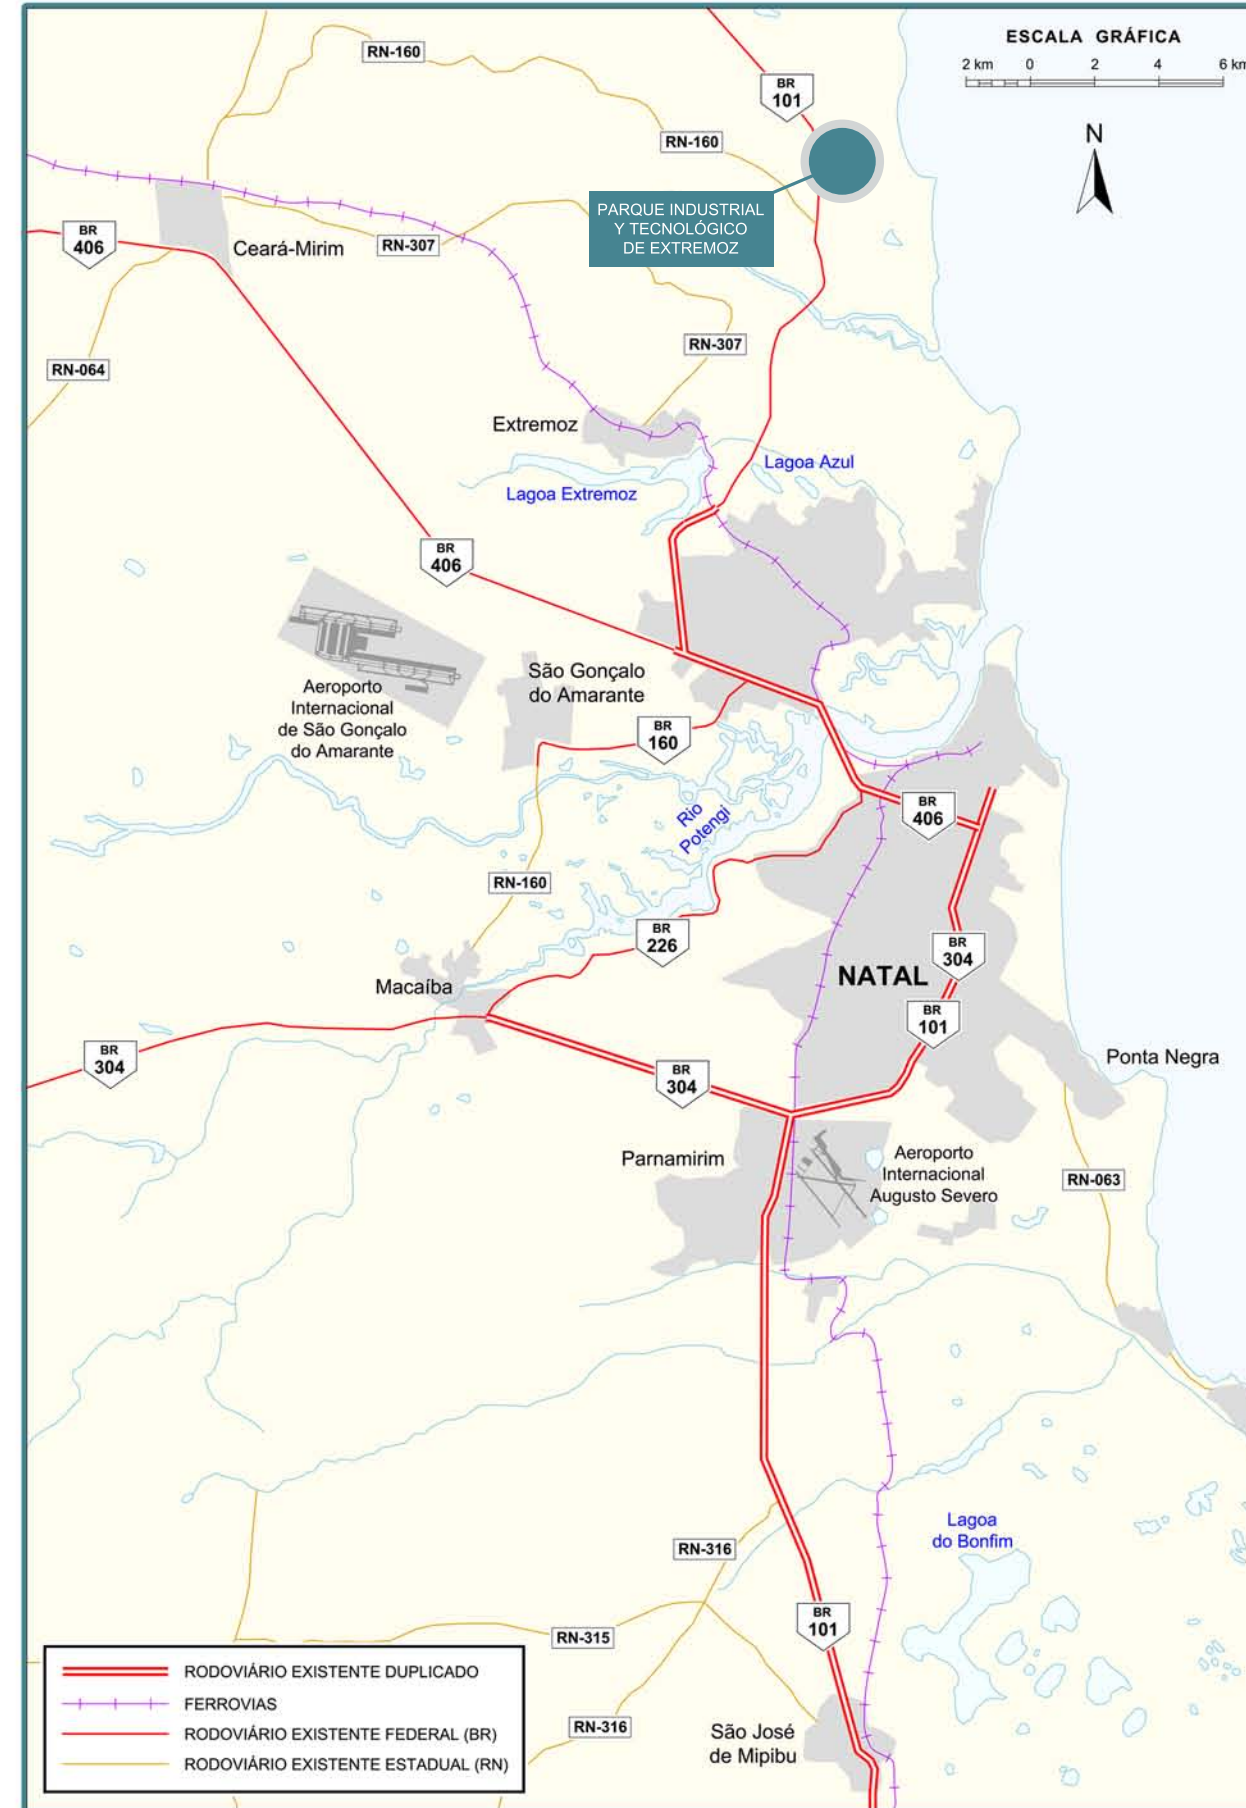 ESCALA GRÁFICA
2 km 0 2 4 6 km
N
RN-160
BR
101
RN-160
PARQUE INDUSTRIAL
Y TECNOLÓGICO
DE EXTREMOZ
BR
406
Ceará-Mirim
RN-307
RN-307
RN-064
Extremoz
Lagoa Azul
Lagoa Extremoz
BR
406
São Gonçalo
do Amarante
Aeroporto
Internacional
de São Gonçalo
do Amarante
BR
160
BR
406
Rio
Potengi
RN-160
BR
226
BR
304
NATAL
Macaíba
BR
101
BR
304
Ponta Negra
BR
304
Parnamirim
Aeroporto
Internacional
Augusto Severo
RN-063
Lagoa
do Bonfim
RN-316
BR
101
RN-315
RN-316
São José
de Mipibu
RODOVIÁRIO EXISTENTE DUPLICADO
FERROVIAS
RODOVIÁRIO EXISTENTE FEDERAL (BR)
RODOVIÁRIO EXISTENTE ESTADUAL (RN)